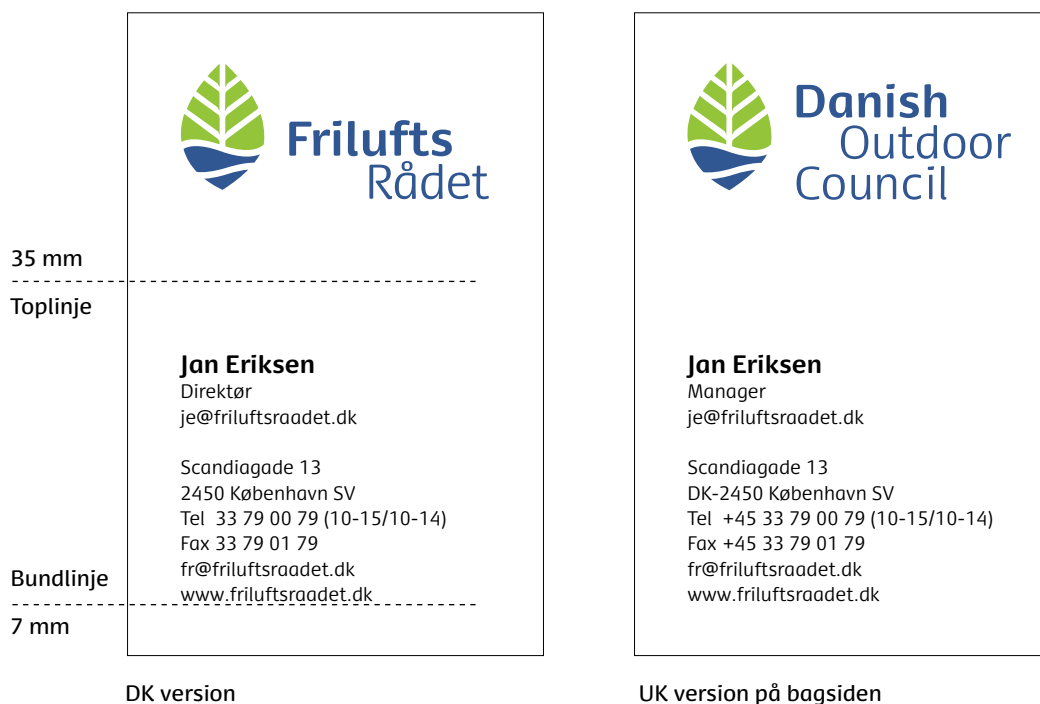 Frilufts
Rådet
35 mm
Toplinje
Jan Eriksen
Direktør
je@friluftsraadet.dk
Scandiagade 13
2450 København SV
Tel  33 79 00 79 (10-15/10-14)
Fax 33 79 01 79
fr@friluftsraadet.dk
www.friluftsraadet.dk
Bundlinje
7 mm
DK version
Danish
Outdoor
Council
Jan Eriksen
Manager
je@friluftsraadet.dk
Scandiagade 13
DK-2450 København SV
Tel  +45 33 79 00 79 (10-15/10-14)
Fax +45 33 79 01 79
fr@friluftsraadet.dk
www.friluftsraadet.dk
UK version på bagsiden